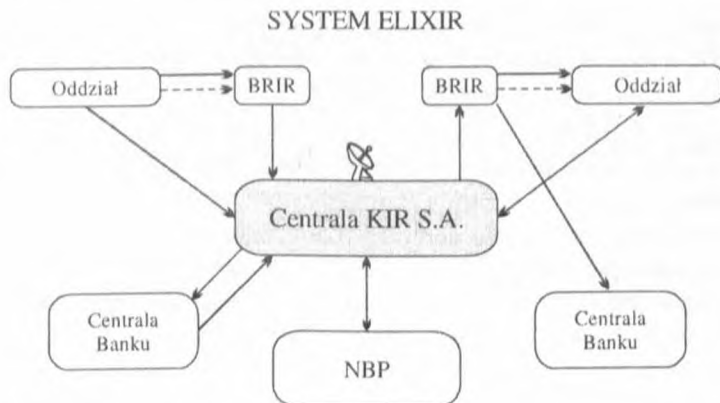 SYSTEM ELIXIR
Oddział
BRIR
BRIR
Oddział
Centrala KIR S.A.
Centrala
Banku
NBP
Centrala
Banku